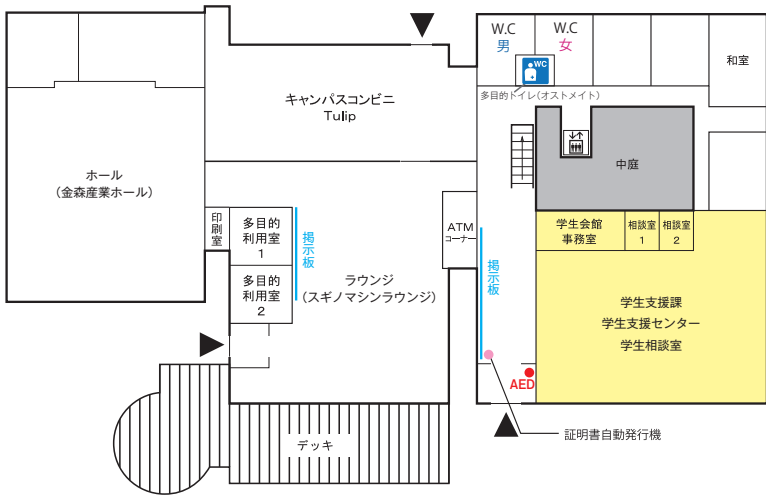 W.C
男
W.C
女
WC
和室
多目的トイレ(オストメイト)
キャンパスコンビニ
Tulip
中庭
ホール
(金森産業ホール)
印刷室
多目的
利用室
1
掲示板
ATM
コーナー
学生会館
事務室
相談室
1
相談室
2
多目的
利用室
2
ラウンジ
(スギノマシンラウンジ)
掲示板
学生支援課
学生支援センター
学生相談室
AED
デッキ
証明書自動発行機